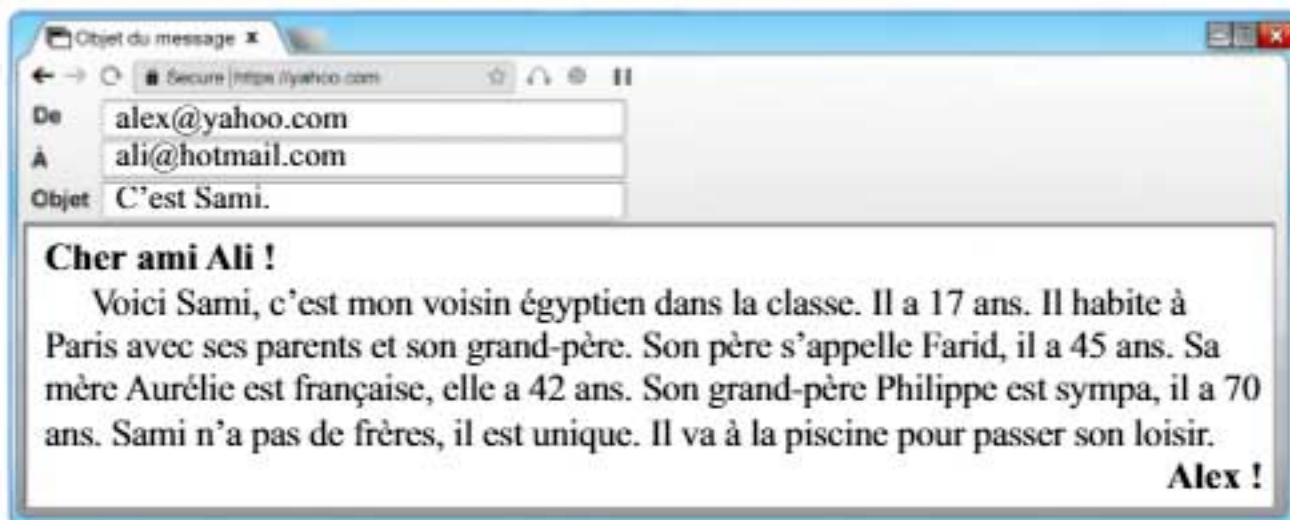 Objet du message x
Secure https://yahoo.com
De alex@yahoo.com
À ali@hotmail.com
Objet C'est Sami.
Cher ami Ali !
Voici Sami, c'est mon voisin égyptien dans la classe. Il a 17 ans. Il habite à
Paris avec ses parents et son grand-père. Son père s'appelle Farid, il a 45 ans. Sa
mère Aurélie est française, elle a 42 ans. Son grand-père Philippe est sympa, il a 70
ans. Sami n'a pas de frères, il est unique. Il va à la piscine pour passer son loisir.
Alex !